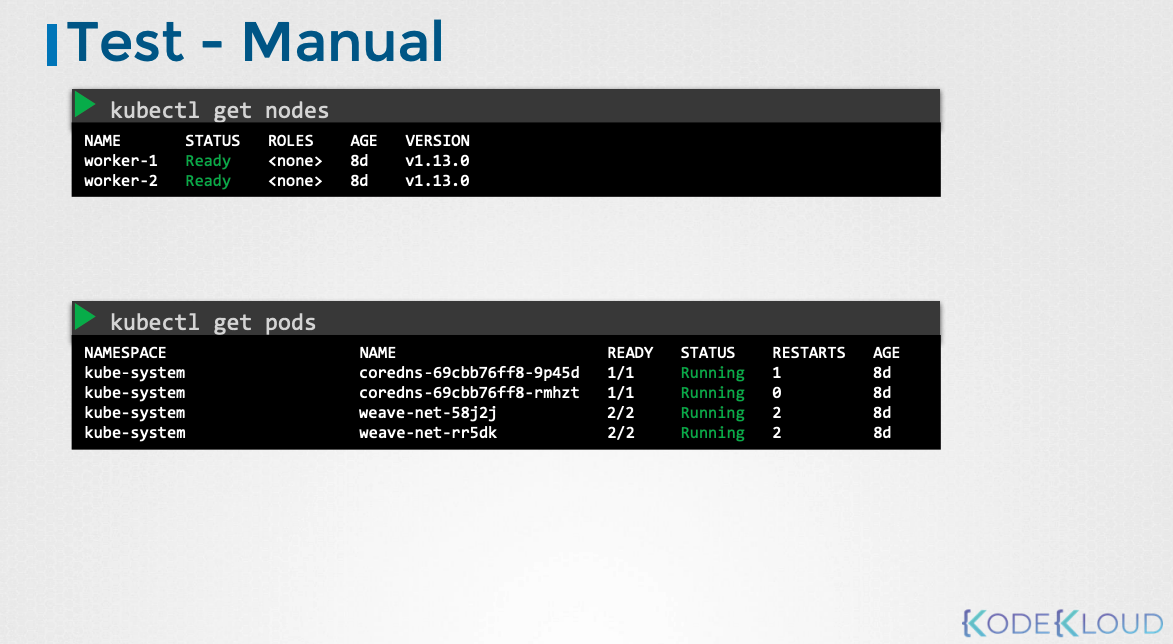 Test - Manual
kubectl get nodes
NAME STATUS ROLES AGE VERSION
worker-1 Ready <none> 8d v1.13.0
worker-2 Ready <none> 8d v1.13.0
kubectl get pods
NAMESPACE NAME READY STATUS RESTARTS AGE
kube-system coredns-69cbb76ff8-9p45d 1/1 Running 1 8d
kube-system coredns-69cbb76ff8-rmhzt 1/1 Running 0 8d
kube-system weave-net-58j2j 2/2 Running 2 8d
kube-system weave-net-rr5dk 2/2 Running 2 8d
KODEKLOUD